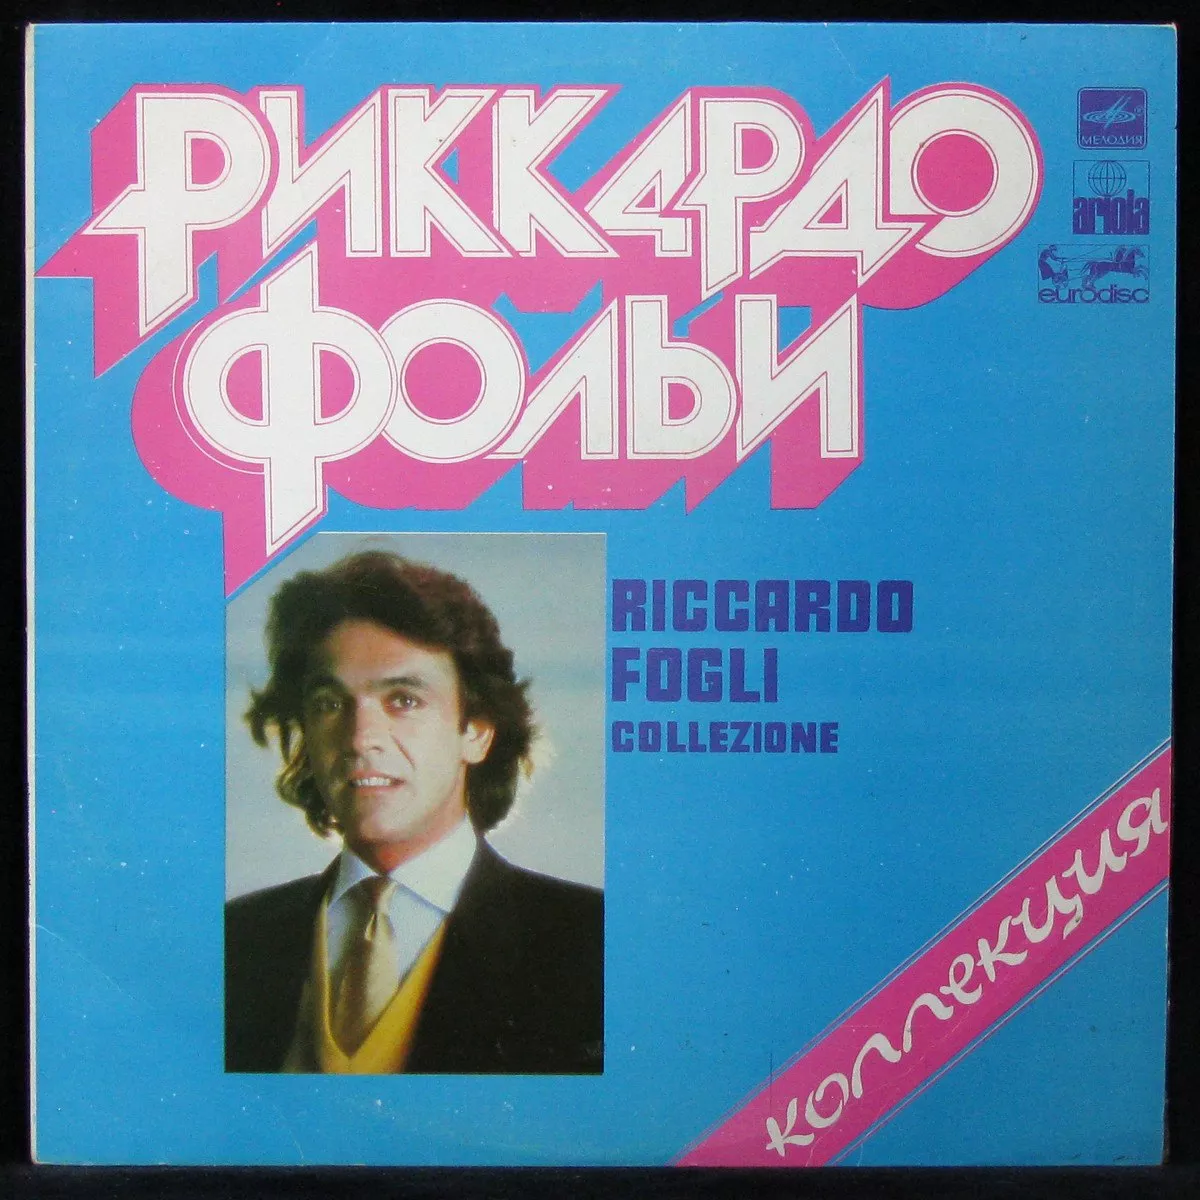 РИККАРДО
ФОЛЬИ
МЕЛОДИЯ
ariola
eurodisc
RICCARDO
FOGLI
COLLEZIONE
коллекция